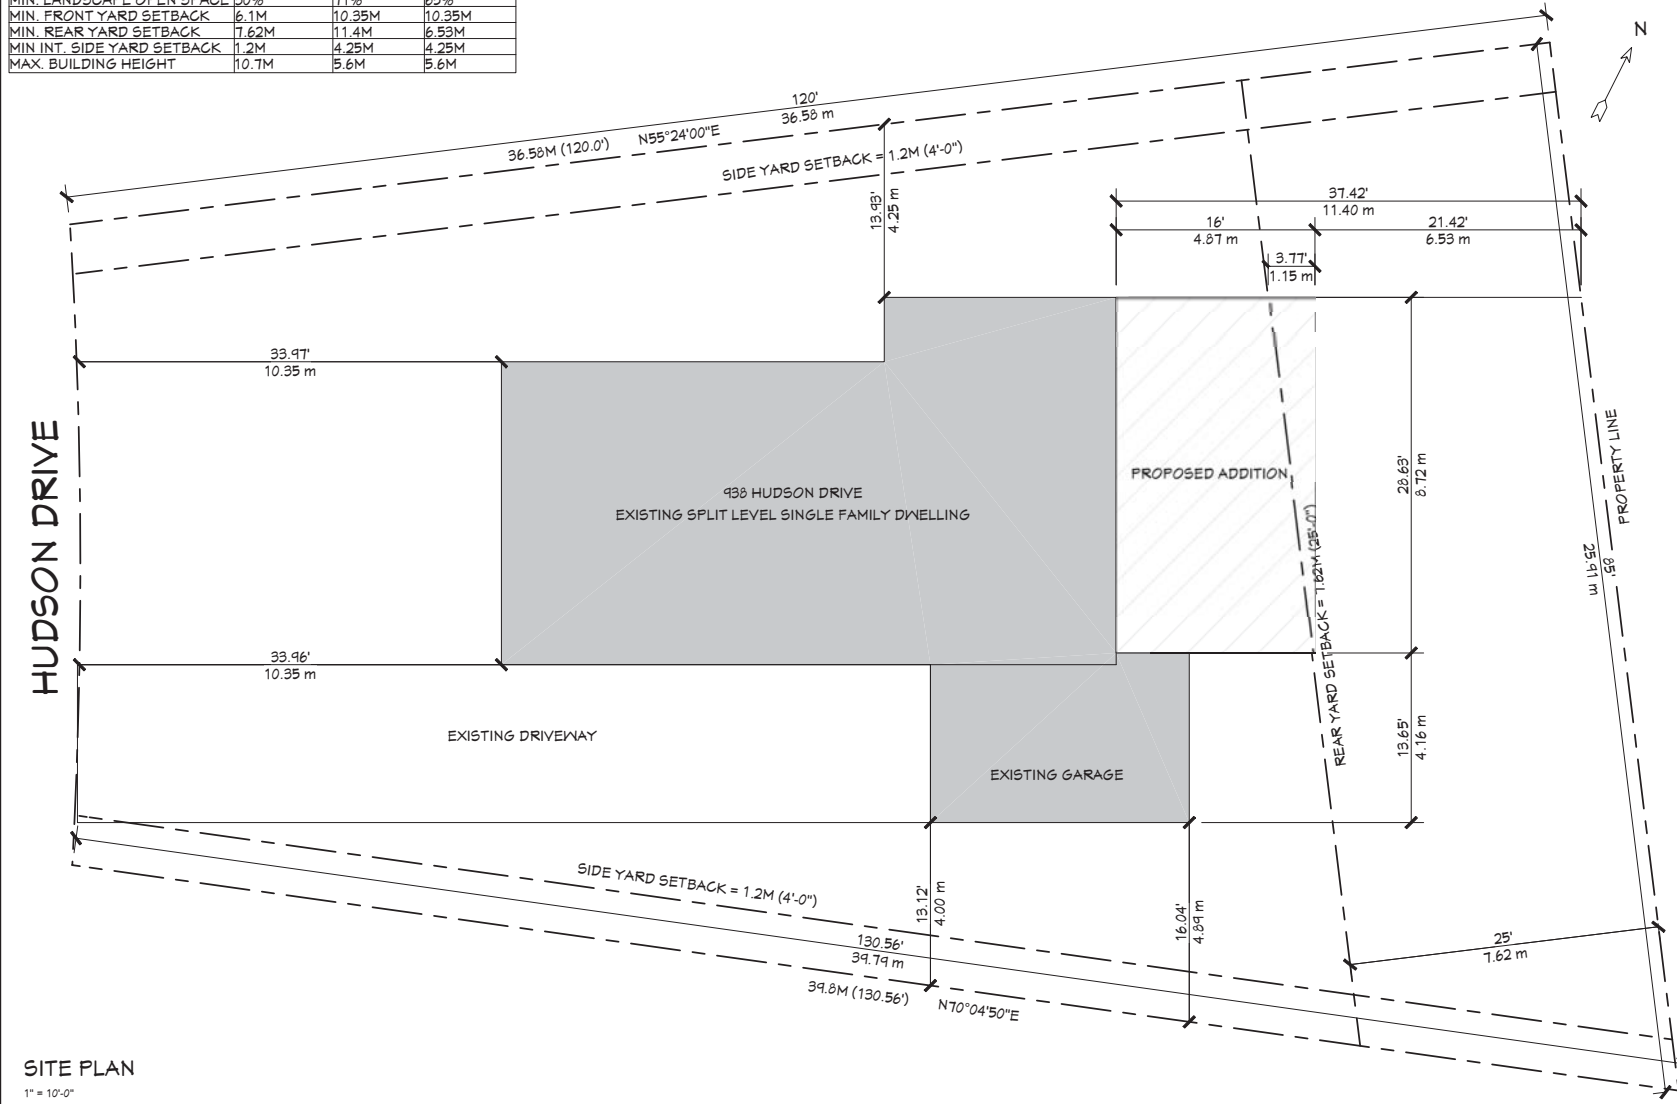 MIN. LANDSCAPE OPEN SPACE 50% 71% 65%
MIN. FRONT YARD SETBACK 6.1M 10.35M 10.35M
MIN. REAR YARD SETBACK 7.62M 11.4M 6.53M
MIN INT. SIDE YARD SETBACK 1.2M 4.25M 4.25M
MAX. BUILDING HEIGHT 10.7M 5.6M 5.6M
N
120'
36.58 m
36.58M (120.0') N55°24'00"E
SIDE YARD SETBACK = 1.2M (4'-0")
13.93'
4.25 m
37.42'
11.40 m
16'
4.87 m
21.42'
6.53 m
3.77'
1.15 m
33.97'
10.35 m
HUDSON DRIVE
938 HUDSON DRIVE
EXISTING SPLIT LEVEL SINGLE FAMILY DWELLING
PROPOSED ADDITION
28.63'
8.72 m
PROPERTY LINE
85'
25.91 m
REAR YARD SETBACK = 7.62M (25'-0")
33.96'
10.35 m
EXISTING DRIVEWAY
EXISTING GARAGE
13.65'
4.16 m
SIDE YARD SETBACK = 1.2M (4'-0")
13.12'
4.00 m
16.04'
4.89 m
130.56'
39.79 m
39.8M (130.56') N70°04'50"E
25'
7.62 m
SITE PLAN
1" = 10'-0"